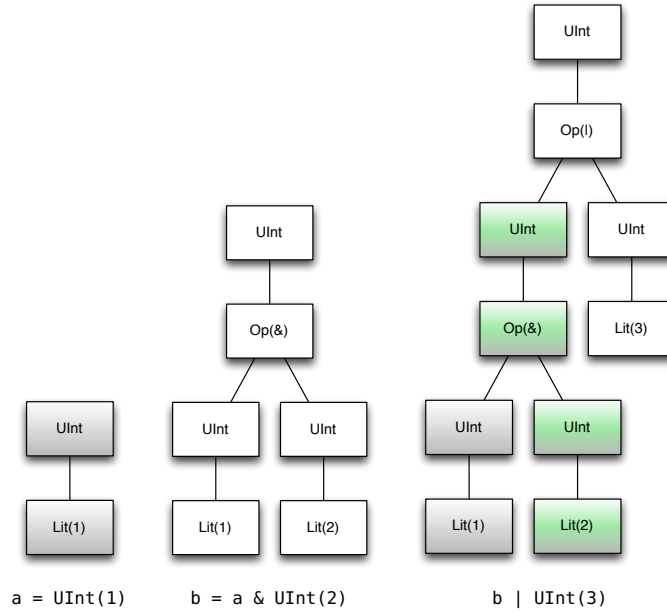 UInt
Op(|)
UInt
UInt
UInt
Op(&)
Lit(3)
Op(&)
UInt
UInt
UInt
UInt
UInt
Lit(1)
Lit(1)
Lit(2)
Lit(1)
Lit(2)
a = UInt(1)
b = a & UInt(2)
b | UInt(3)